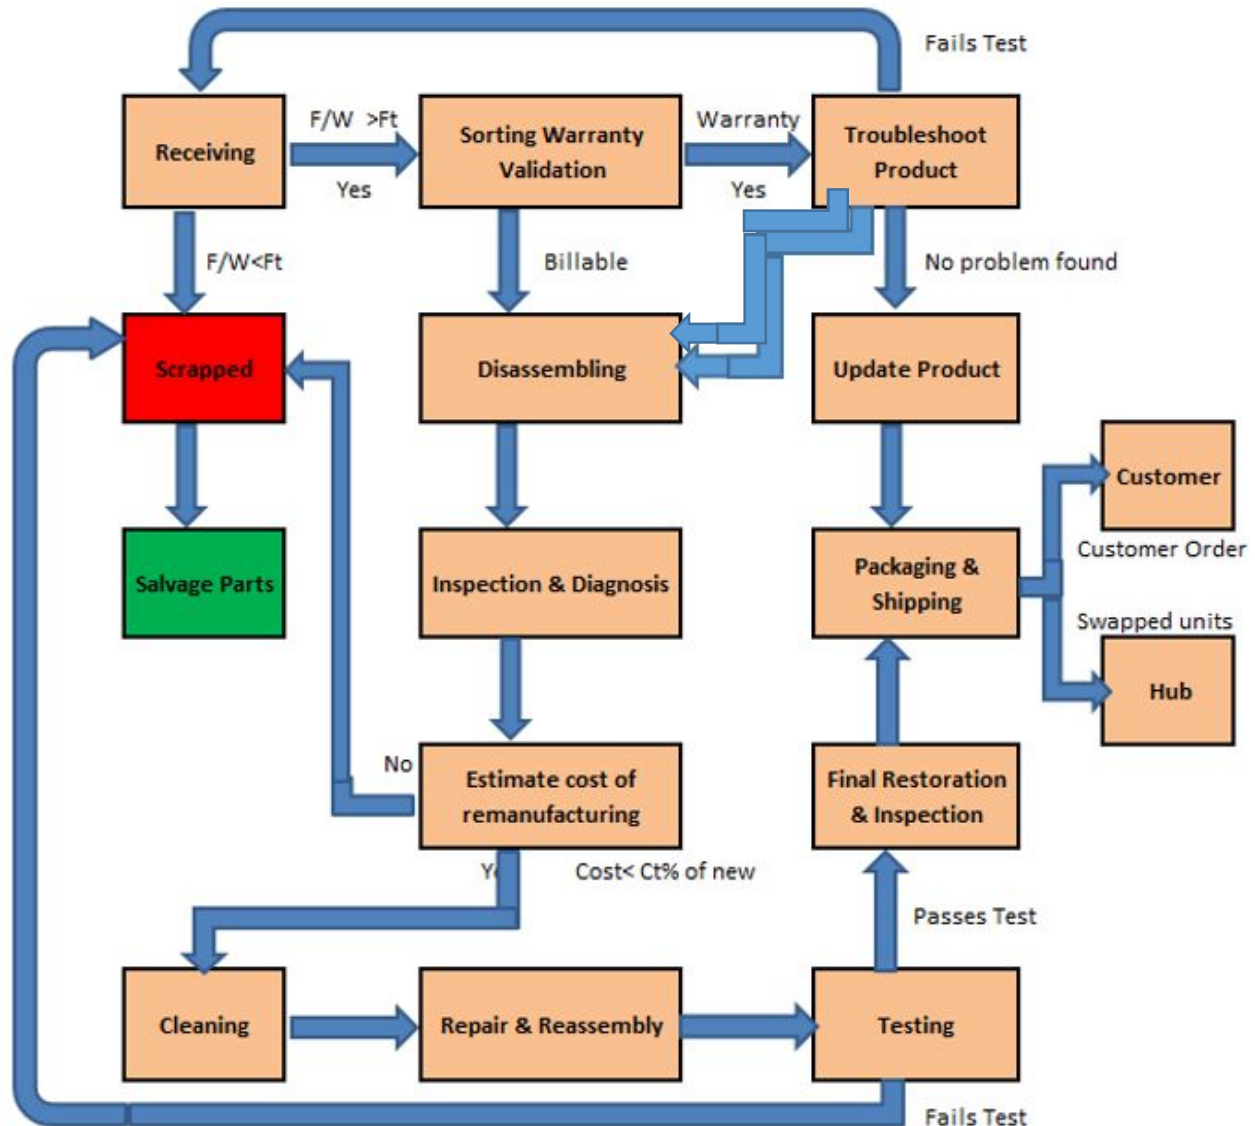 Fails Test
F/W >Ft
Warranty
Receiving
Sorting Warranty
Validation
Troubleshoot
Product
Yes
Yes
F/W<Ft
Billable
No problem found
Scrapped
Disassembling
Update Product
Customer
Customer Order
Salvage Parts
Inspection & Diagnosis
Packaging &
Shipping
Swapped units
Hub
No
Estimate cost of
remanufacturing
Final Restoration
& Inspection
Cost< Ct% of new
Passes Test
Cleaning
Repair & Reassembly
Testing
Fails Test